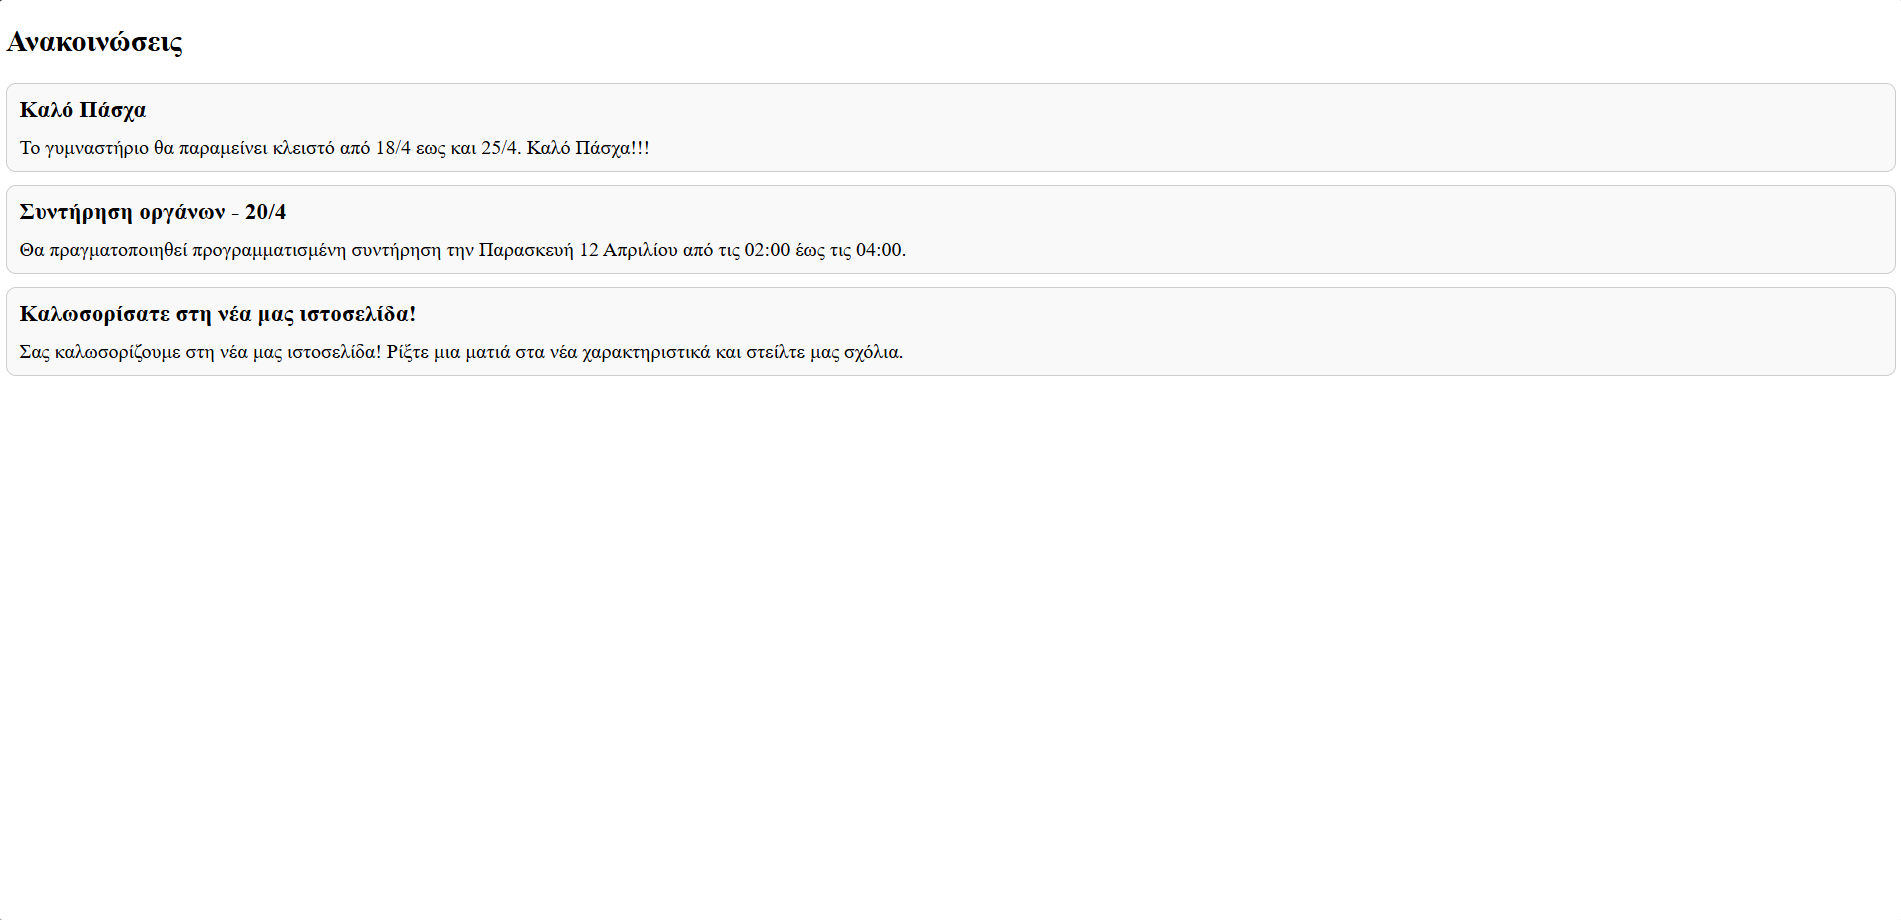 Ανακοινώσεις
Καλό Πάσχα
Το γυμναστήριο θα παραμείνει κλειστό από 18/4 εως και 25/4. Καλό Πάσχα!!!
Συντήρηση οργάνων - 20/4
Θα πραγματοποιηθεί προγραμματισμένη συντήρηση την Παρασκευή 12 Απριλίου από τις 02:00 έως τις 04:00.
Καλωσορίσατε στη νέα μας ιστοσελίδα!
Σας καλωσορίζουμε στη νέα μας ιστοσελίδα! Ρίξτε μια ματιά στα νέα χαρακτηριστικά και στείλτε μας σχόλια.